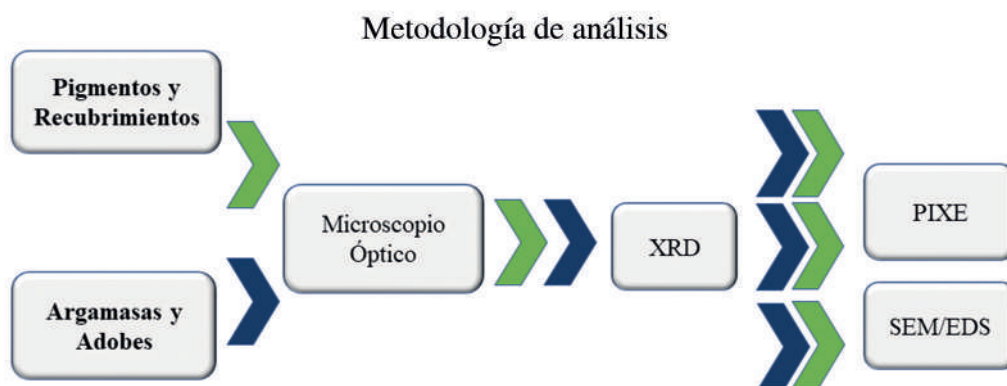 Metodología de análisis
Pigmentos y
Recubrimientos
Microscopio
Óptico
Argamasas y
Adobes
XRD
PIXE
SEM/EDS